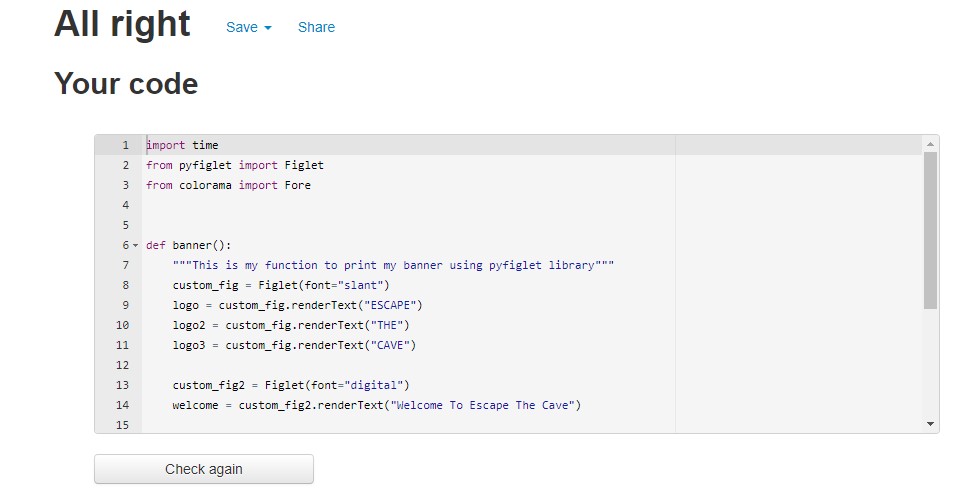 All right Save Share
Your code
1 import time
2 from pyfiglet import Figlet
3 from colorama import Fore
4
5
6 def banner():
7     """This is my function to print my banner using pyfiglet library"""
8     custom_fig = Figlet(font="slant")
9     logo = custom_fig.renderText("ESCAPE")
10     logo2 = custom_fig.renderText("THE")
11     logo3 = custom_fig.renderText("CAVE")
12
13     custom_fig2 = Figlet(font="digital")
14     welcome = custom_fig2.renderText("Welcome To Escape The Cave")
15
Check again